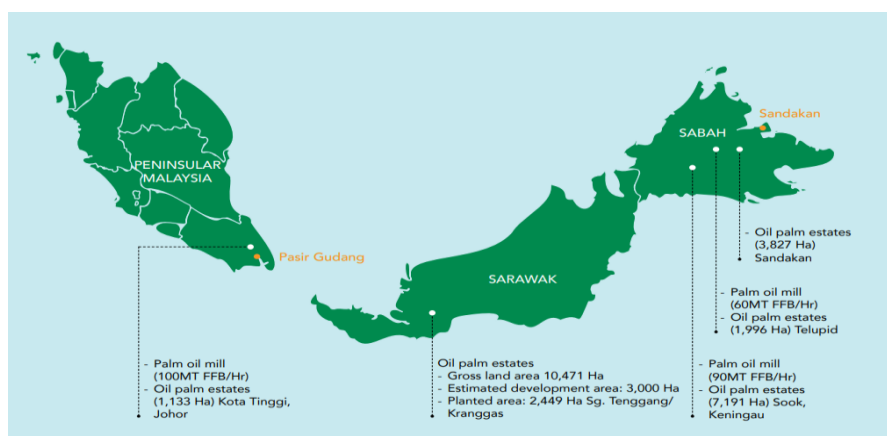 PENINSULAR
MALAYSIA
Pasir Gudang
SARAWAK
SABAH
Sandakan
- Oil palm estates
(3,827 Ha)
Sandakan
- Palm oil mill
(60MT FFB/Hr)
- Oil palm estates
(1,996 Ha) Telupid
- Palm oil mill
(100MT FFB/Hr)
- Oil palm estates
(1,133 Ha) Kota Tinggi,
Johor
Oil palm estates
- Gross land area 10,471 Ha
- Estimated development area: 3,000 Ha
- Planted area: 2,449 Ha Sg. Tenggang/
Kranggas
- Palm oil mill
(90MT FFB/Hr)
- Oil palm estates
(7,191 Ha) Sook,
Keningau